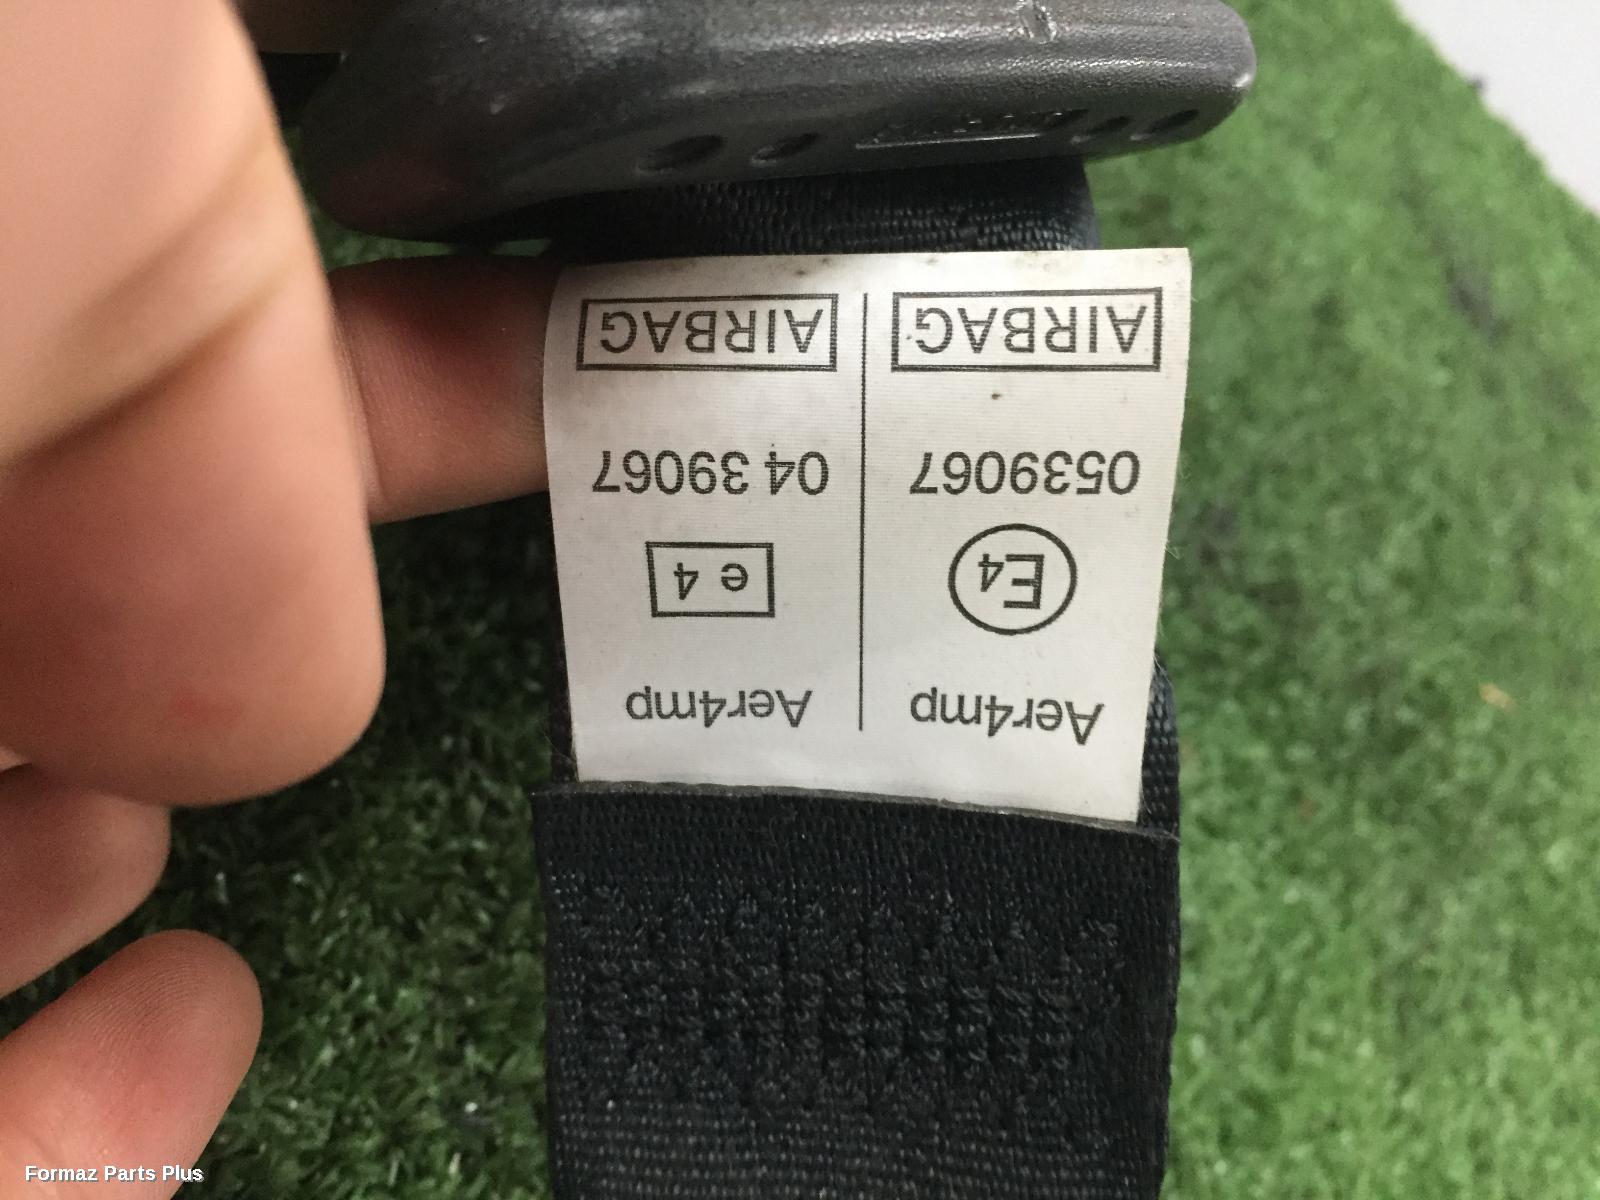 Aer4mp
E4
0539067
AIRBAG
Aer4mp
e 4
04 39067
AIRBAG
Formaz Parts Plus